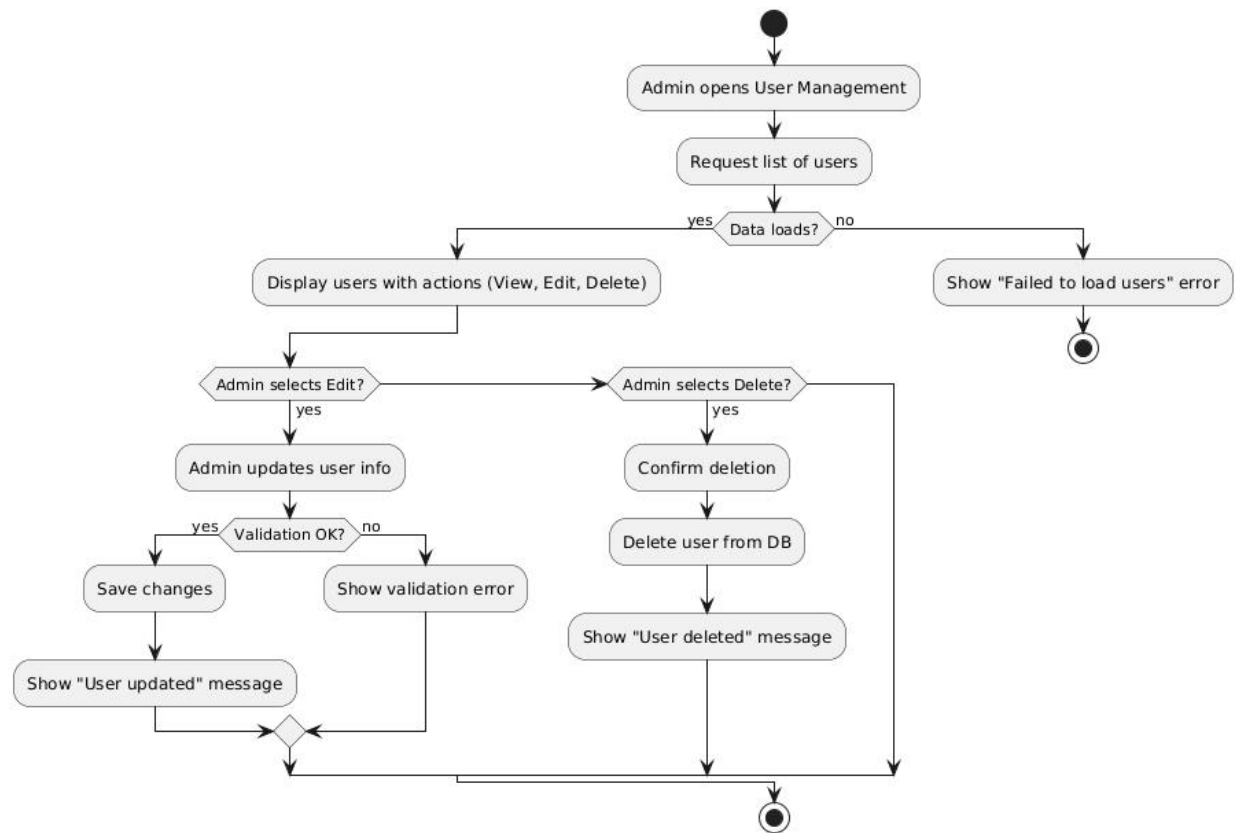 Admin opens User Management
Request list of users
yes
Data loads?
no
Display users with actions (View, Edit, Delete)
Show "Failed to load users" error
Admin selects Edit?
Admin selects Delete?
yes
yes
Admin updates user info
Confirm deletion
yes
Validation OK?
no
Delete user from DB
Save changes
Show validation error
Show "User deleted" message
Show "User updated" message